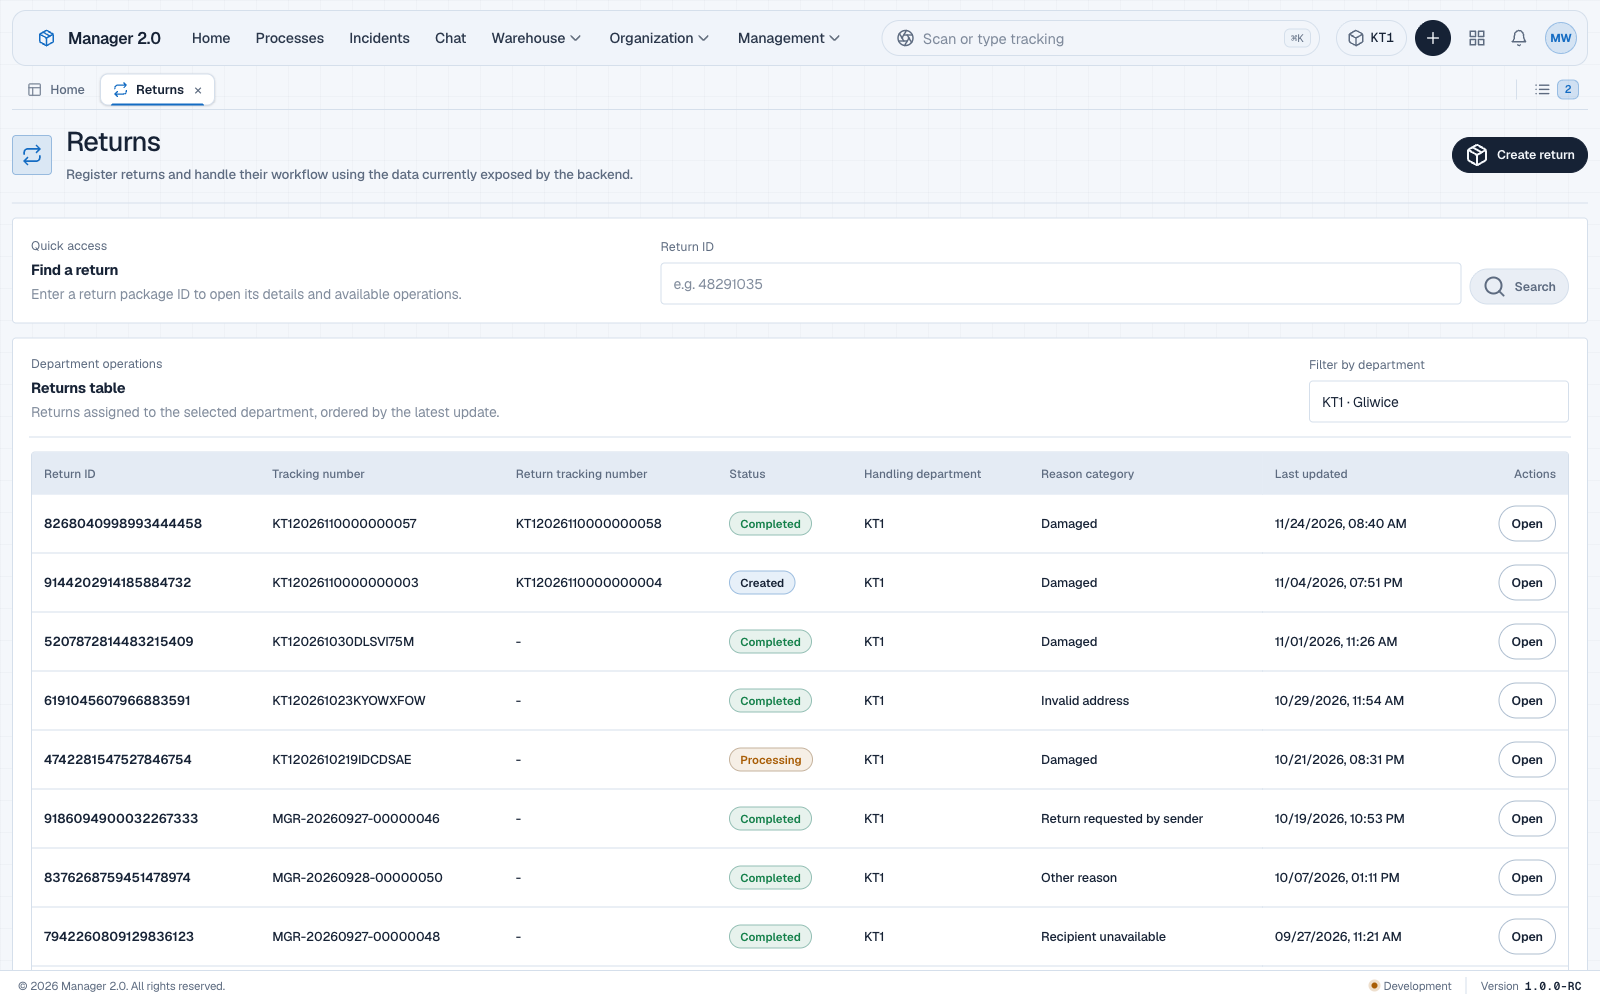 Manager 2.0 Home Processes Incidents Chat Warehouse Organization Management Scan or type tracking ⌘K KT1 MW
Home Returns × 2
Returns
Register returns and handle their workflow using the data currently exposed by the backend.
Create return
Quick access
Find a return
Enter a return package ID to open its details and available operations.
Return ID
e.g. 48291035
Search
Department operations
Returns table
Returns assigned to the selected department, ordered by the latest update.
Filter by department
KT1 · Gliwice
Return ID Tracking number Return tracking number Status Handling department Reason category Last updated Actions
8268040998993444458 KT12026110000000057 KT12026110000000058 Completed KT1 Damaged 11/24/2026, 08:40 AM Open
9144202914185884732 KT12026110000000003 KT12026110000000004 Created KT1 Damaged 11/04/2026, 07:51 PM Open
5207872814483215409 KT120261030DLSVI75M - Completed KT1 Damaged 11/01/2026, 11:26 AM Open
6191045607966883591 KT120261023KYOWXFOW - Completed KT1 Invalid address 10/29/2026, 11:54 AM Open
4742281547527846754 KT1202610219IDCDSAE - Processing KT1 Damaged 10/21/2026, 08:31 PM Open
9186094900032267333 MGR-20260927-00000046 - Completed KT1 Return requested by sender 10/19/2026, 10:53 PM Open
8376268759451478974 MGR-20260928-00000050 - Completed KT1 Other reason 10/07/2026, 01:11 PM Open
7942260809129836123 MGR-20260927-00000048 - Completed KT1 Recipient unavailable 09/27/2026, 11:21 AM Open
© 2026 Manager 2.0. All rights reserved. Development Version 1.0.0-RC